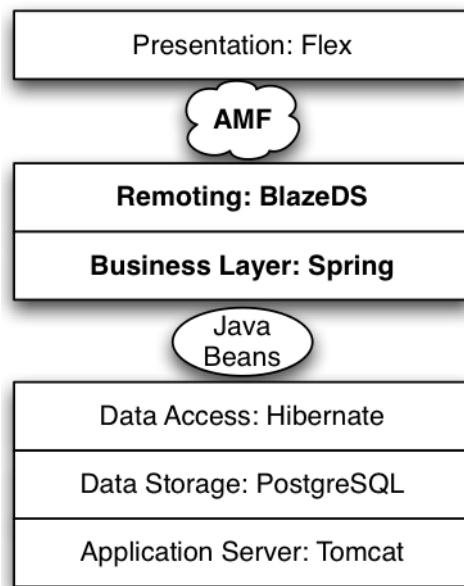 Presentation: Flex
AMF
Remoting: BlazeDS
Business Layer: Spring
Java
Beans
Data Access: Hibernate
Data Storage: PostgreSQL
Application Server: Tomcat